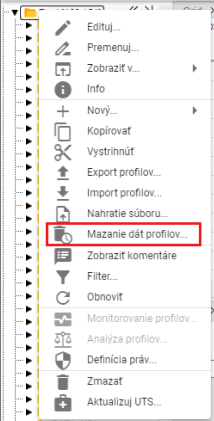 Edituj...
Premenuj...
Zobraziť v...
Info
Nový...
Kopírovať
Vystrihnúť
Export profilov...
Import profilov...
Nahratie súboru...
Mazanie dát profilov...
Zobraziť komentáre
Filter...
Obnoviť
Monitorovanie profilov...
Analýza profilov...
Definícia práv...
Zmazať
Aktualizuj UTS...